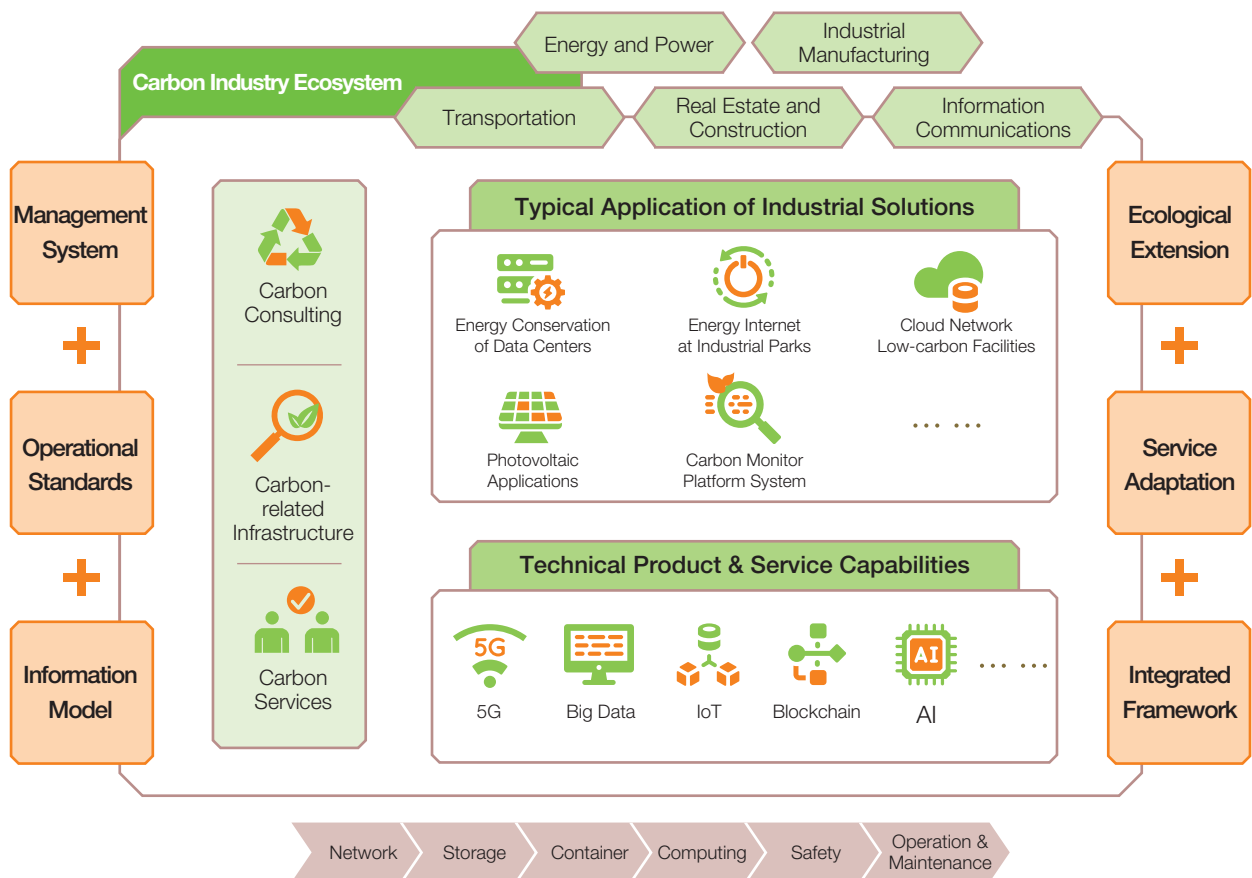 Energy and Power
Industrial
Manufacturing
Carbon Industry Ecosystem
Transportation
Real Estate and
Construction
Information
Communications
Management
System
Operational
Standards
Information
Model
Carbon
Consulting
Carbon-
related
Infrastructure
Carbon
Services
Typical Application of Industrial Solutions
Energy Conservation
of Data Centers
Energy Internet
at Industrial Parks
Cloud Network
Low-carbon Facilities
Photovoltaic
Applications
Carbon Monitor
Platform System
... ...
Technical Product & Service Capabilities
5G
5G
Big Data
IoT
Blockchain
AI
AI
... ...
Ecological
Extension
Service
Adaptation
Integrated
Framework
Network
Storage
Container
Computing
Safety
Operation &
Maintenance